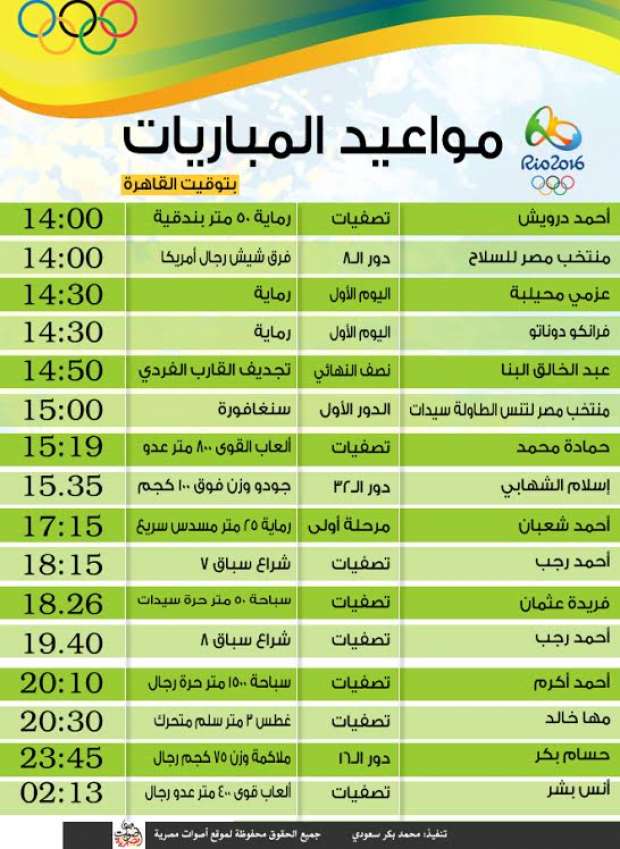 مواعيد المباريات
Rio2016
بتوقيت القاهرة
أحمد درويش تصفيات رماية ٥٠ متر بندقية 14:00
منتخب مصر للسلاح دور الـ٨ فرق شيش رجال أمريكا 14:00
عزمي محيلبة اليوم الأول رماية 14:30
فرانكو دوناتو اليوم الأول رماية 14:30
عبد الخالق البنا نصف النهائي تجديف القارب الفردي 14:50
منتخب مصر لتنس الطاولة سيدات الدور الأول سنغافورة 15:00
حمادة محمد تصفيات ألعاب القوى ٨٠٠ متر عدو 15:19
إسلام الشهابي دور الـ٣٢ جودو وزن فوق ١٠٠ كجم 15.35
أحمد شعبان مرحلة أولى رماية ٢٥ متر مسدس سريع 17:15
أحمد رجب تصفيات شراع سباق ٧ 18:15
فريدة عثمان تصفيات سباحة ٥٠ متر حرة سيدات 18.26
أحمد رجب تصفيات شراع سباق ٨ 19.40
أحمد أكرم تصفيات سباحة ١٥٠٠ متر حرة رجال 20:10
مها خالد تصفيات غطس ٣ متر سلم متحرك 20:30
حسام بكر دور الـ١٦ ملاكمة وزن ٧٥ كجم رجال 23:45
أنس بشر تصفيات ألعاب قوى ٤٠٠ متر عدو رجال 02:13
تنفيذ: محمد بكر سعودي جميع الحقوق محفوظة لموقع أصوات مصرية